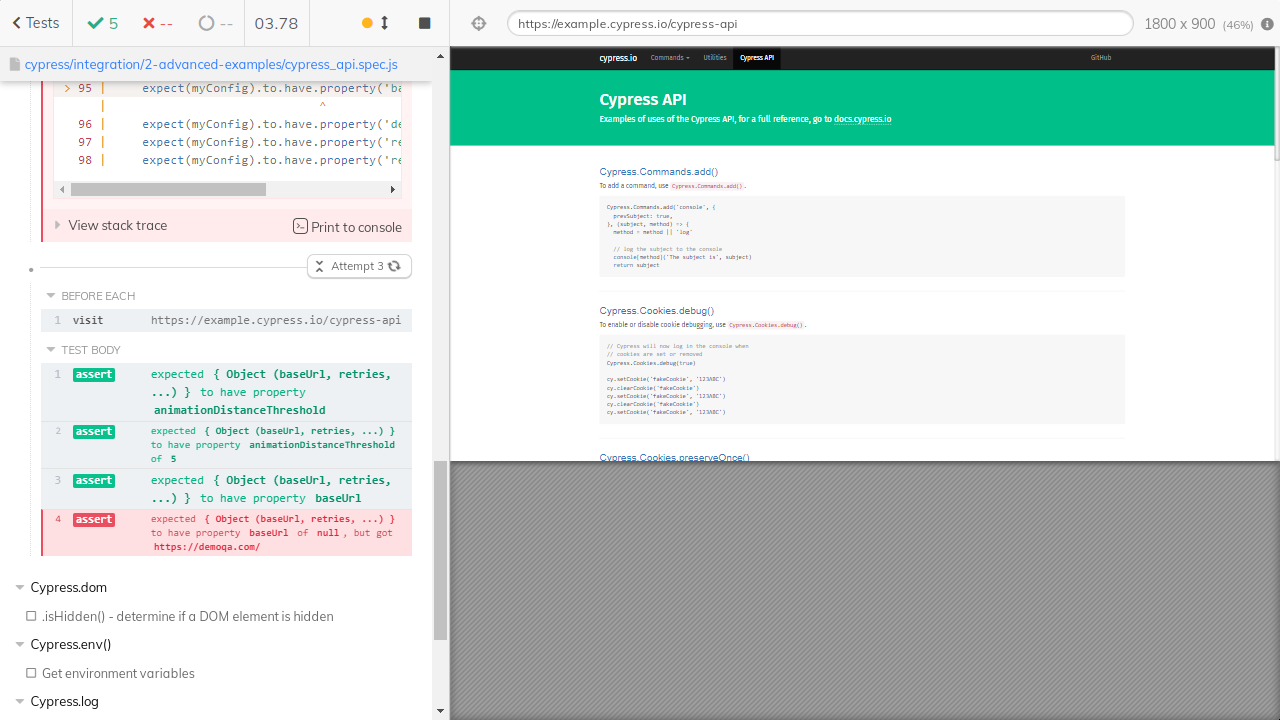 Tests
5
--
--
03.78
https://example.cypress.io/cypress-api
1800 x 900 (46%)
cypress/integration/2-advanced-examples/cypress_api.spec.js
> 95 | expect(myConfig).to.have.property('ba
| ^
96 | expect(myConfig).to.have.property('de
97 | expect(myConfig).to.have.property('re
98 | expect(myConfig).to.have.property('re
View stack trace
Print to console
Attempt 3
BEFORE EACH
1 visit https://example.cypress.io/cypress-api
TEST BODY
1 assert expected { Object (baseUrl, retries,
...) } to have property
animationDistanceThreshold
2 assert expected { Object (baseUrl, retries, ...) }
to have property animationDistanceThreshold
of 5
3 assert expected { Object (baseUrl, retries,
...) } to have property baseUrl
4 assert expected { Object (baseUrl, retries, ...) }
to have property baseUrl of null, but got
https://demoqa.com/
Cypress.dom
.isHidden() - determine if a DOM element is hidden
Cypress.env()
Get environment variables
Cypress.log
cypress.io Commands Utilities Cypress API GitHub
Cypress API
Examples of uses of the Cypress API, for a full reference, go to docs.cypress.io
Cypress.Commands.add()
To add a command, use Cypress.Commands.add().
Cypress.Commands.add('console', {
prevSubject: true,
}, (subject, method) => {
method = method || 'log'
// log the subject to the console
console[method]('The subject is', subject)
return subject
Cypress.Cookies.debug()
To enable or disable cookie debugging, use Cypress.Cookies.debug().
// Cypress will now log in the console when
// cookies are set or removed
Cypress.Cookies.debug(true)
cy.setCookie('fakeCookie', '123ABC')
cy.clearCookie('fakeCookie')
cy.setCookie('fakeCookie', '123ABC')
cy.clearCookie('fakeCookie')
cy.setCookie('fakeCookie', '123ABC')
Cypress.Cookies.preserveOnce()